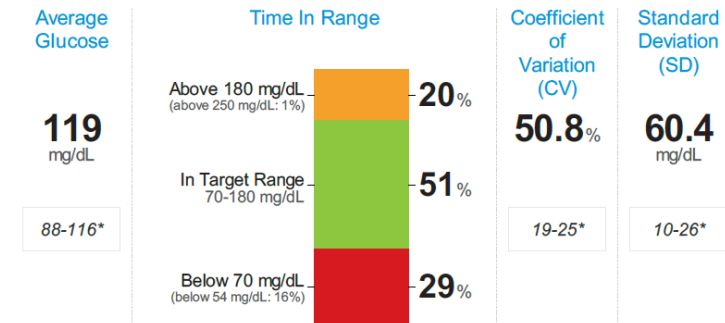 Average
Glucose
119
mg/dL
88-116*
Time In Range
Above 180 mg/dL
(above 250 mg/dL: 1%)
20%
In Target Range
70-180 mg/dL
51%
Below 70 mg/dL
(below 54 mg/dL: 16%)
29%
Coefficient
of
Variation
(CV)
50.8%
19-25*
Standard
Deviation
(SD)
60.4
mg/dL
10-26*